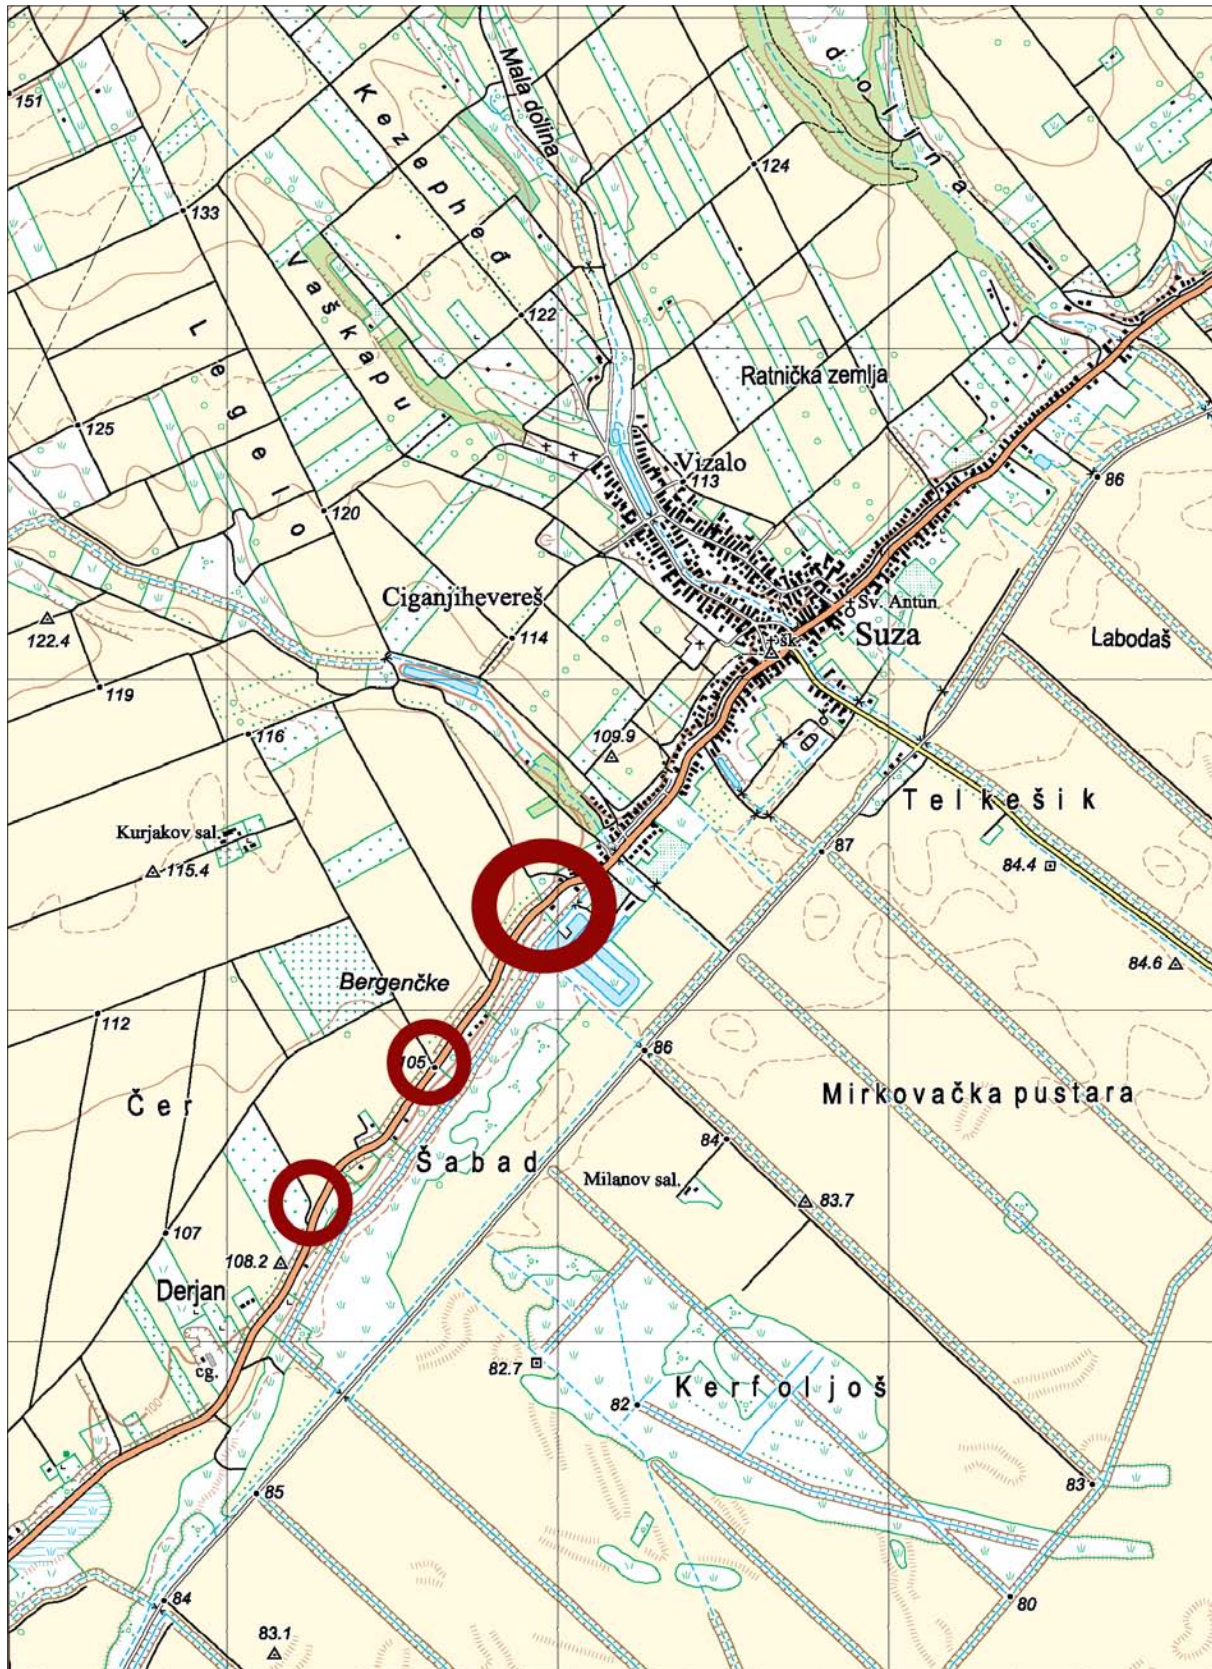 dolina
Mala dolina
151
Kezepheđ
124
133
Vaškapu
122
Legelo
Ratnička zemlja
125
Vizalo
113
86
120
Ciganjihevereš
Sv. Antun
122.4
114
šk.
Suza
Labodaš
119
116
109.9
Telkešik
Kurjakov sal.
115.4
87
84.4
84.6
Bergenčke
112
105
86
Čer
Mirkovačka pustara
84
Šabad
Milanov sal.
83.7
107
108.2
Derjan
82.7
cg.
Kerfoljoš
82
100
83
85
84
80
83.1